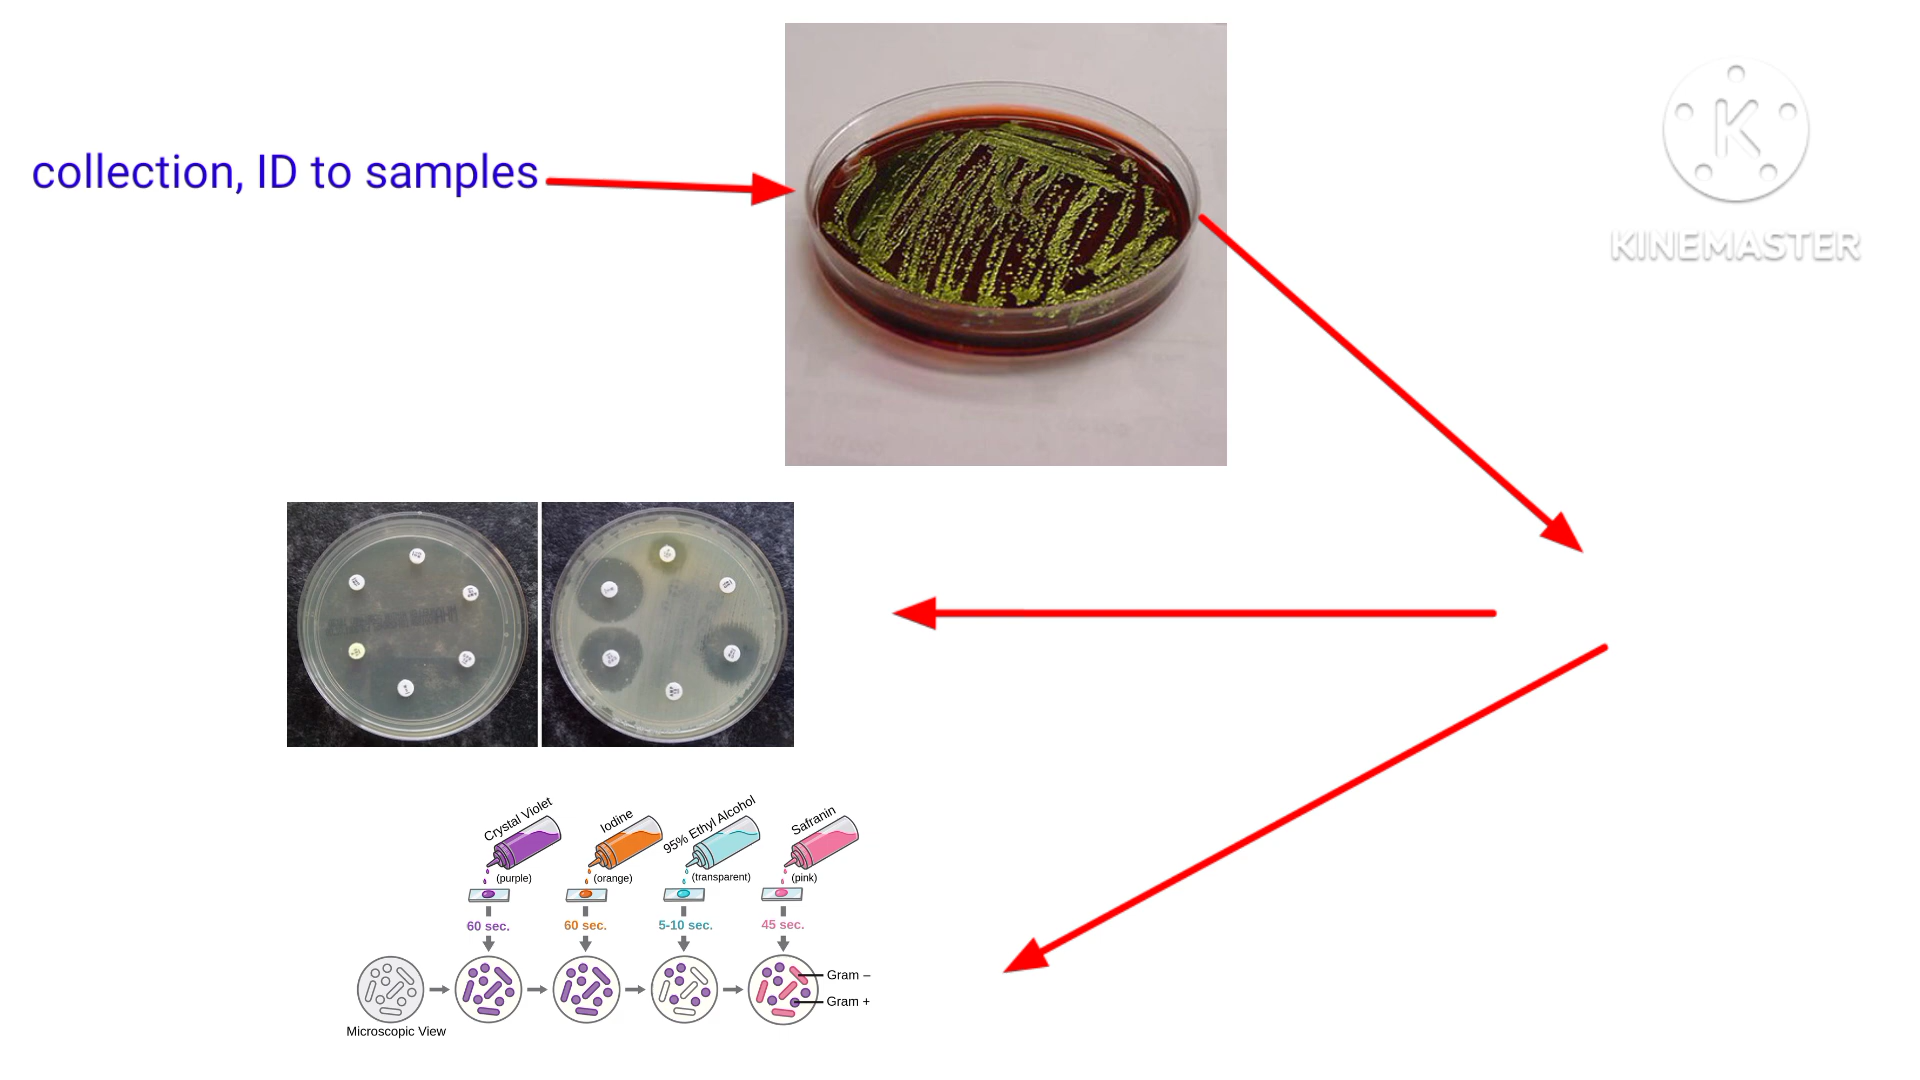 collection, ID to samples
K
KINEMASTER
Crystal Violet
Iodine
95% Ethyl Alcohol
Safranin
(purple)
(orange)
(transparent)
(pink)
60 sec.
60 sec.
5-10 sec.
45 sec.
Gram –
Gram +
Microscopic View